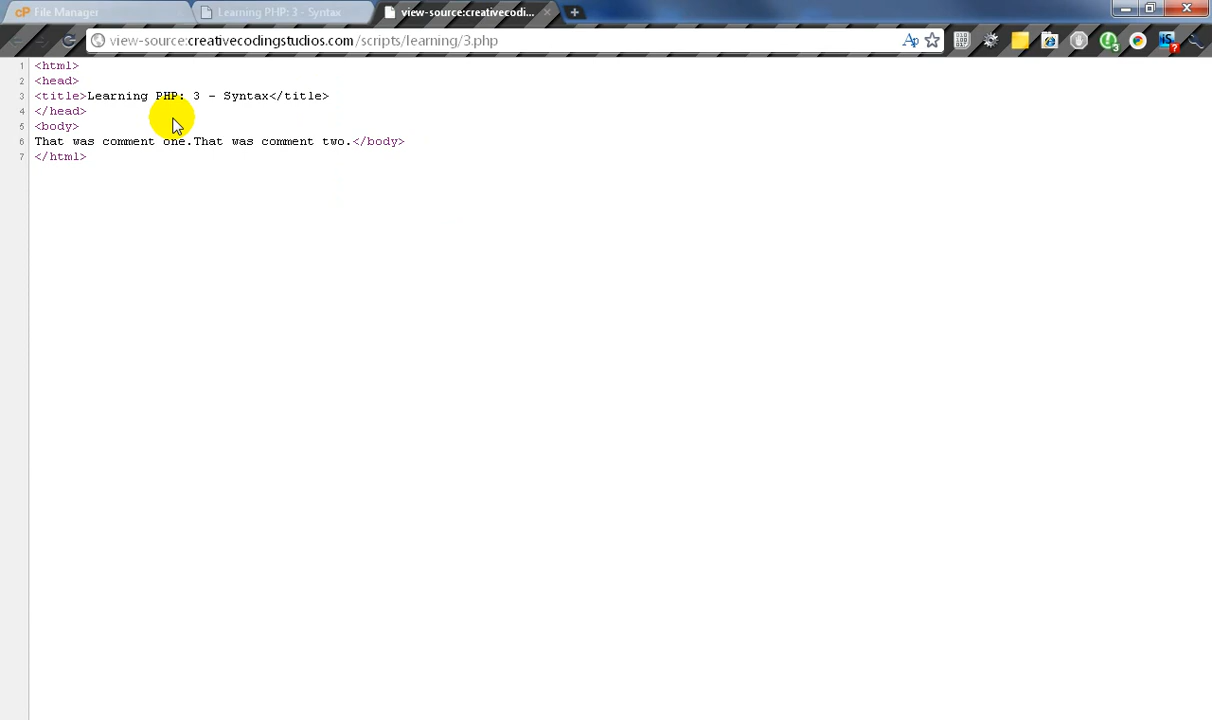 cP File Manager
Learning PHP: 3 - Syntax
view-source:creativecodi...
view-source:creativecodingstudios.com/scripts/learning/3.php
1 <html>
2 <head>
3 <title>Learning PHP: 3 - Syntax</title>
4 </head>
5 <body>
6 That was comment one.That was comment two.</body>
7 </html>